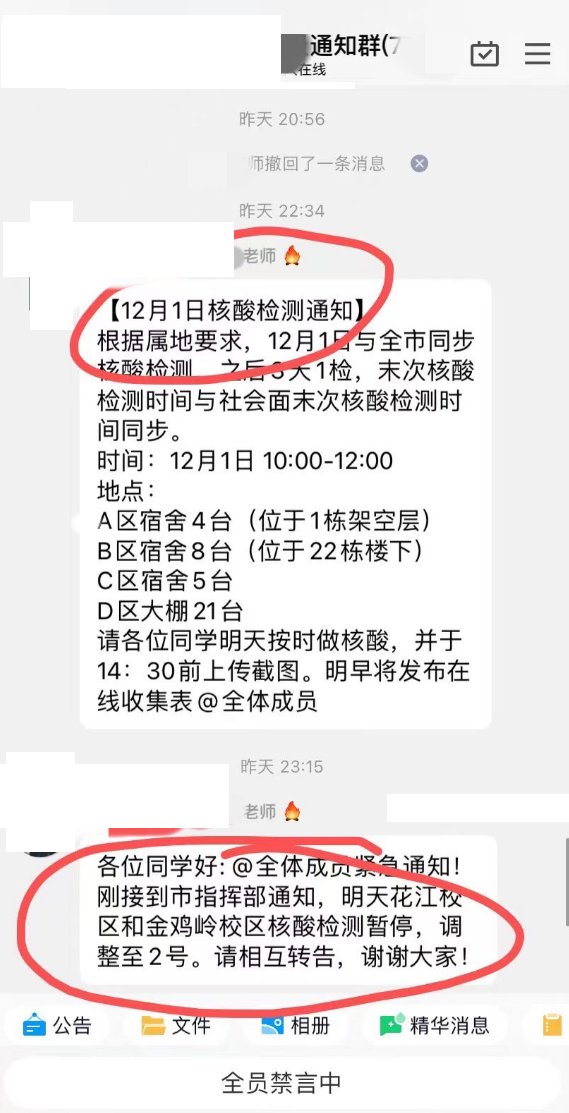 通知群(7
在线
昨天 20:56
师撤回了一条消息
昨天 22:34
老师
【12月1日核酸检测通知】
根据属地要求，12月1日与全市同步
核酸检测，之后3天1检，末次核酸
检测时间与社会面末次核酸检测时
间同步。
时间：12月1日 10:00-12:00
地点：
A区宿舍4台（位于1栋架空层）
B区宿舍8台（位于22栋楼下）
C区宿舍5台
D区大棚21台
请各位同学明天按时做核酸，并于
14：30前上传截图。明早将发布在
线收集表@全体成员
昨天 23:15
老师
各位同学好: @全体成员紧急通知！
刚接到市指挥部通知，明天花江校
区和金鸡岭校区核酸检测暂停，调
整至2号。请相互转告，谢谢大家！
公告
文件
相册
精华消息
全员禁言中